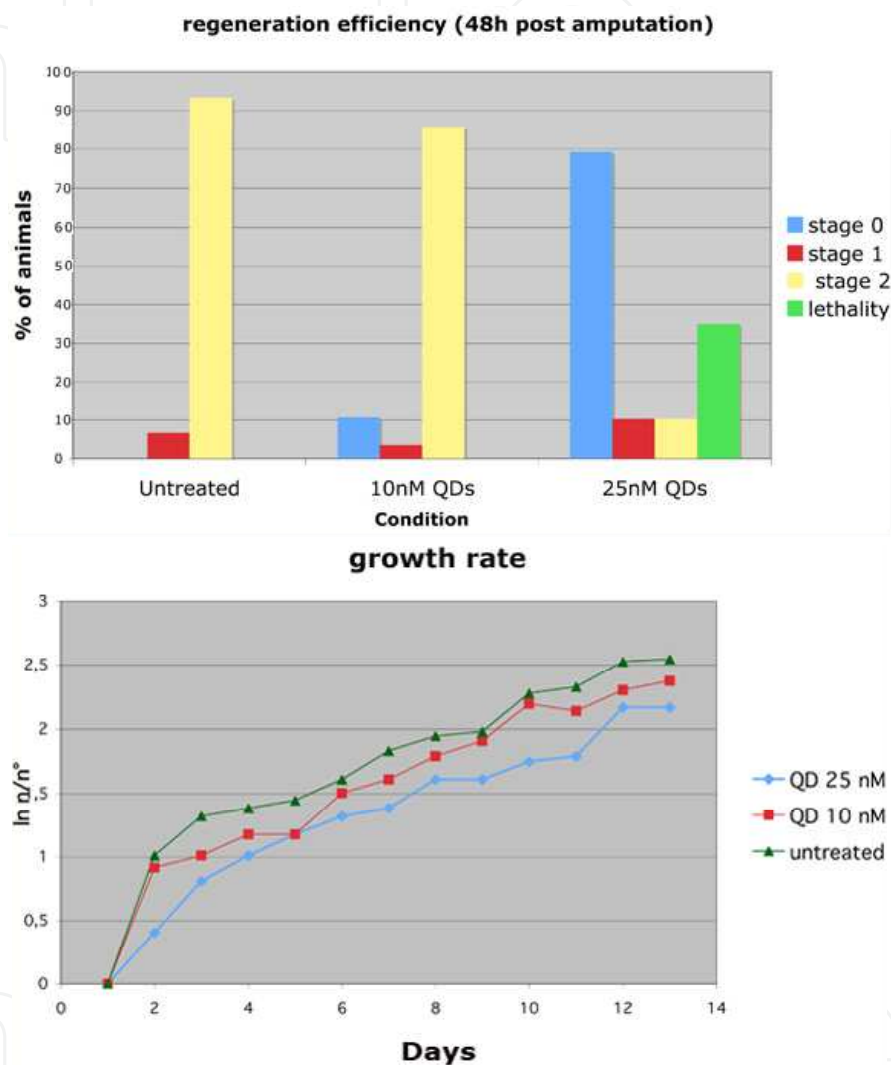 regeneration efficiency (48h post amputation)
100
90
80
70
60
50
40
30
20
10
0
% of animals
Untreated
10nM QDs
25nM QDs
Condition
stage 0
stage 1
stage 2
lethality
growth rate
3
2,5
2
1,5
1
0,5
0
ln n/n°
0 2 4 6 8 10 12 14
Days
QD 25 nM
QD 10 nM
untreated